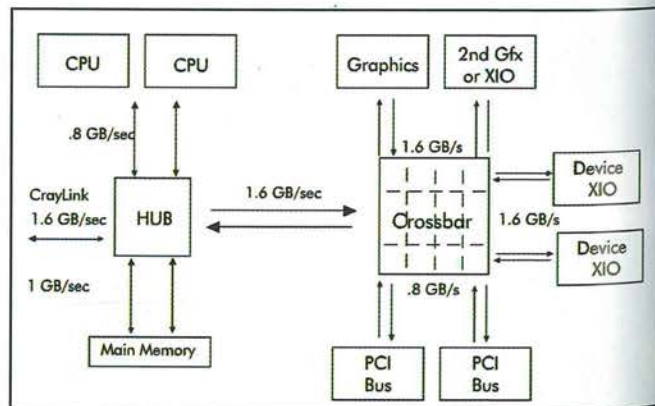 CPU
CPU
Graphics
2nd Gfx
or XIO
.8 GB/sec
1.6 GB/s
CrayLink
1.6 GB/sec
HUB
1.6 GB/sec
Crossbar
1.6 GB/s
Device
XIO
Device
XIO
1 GB/sec
.8 GB/s
Main Memory
PCI
Bus
PCI
Bus